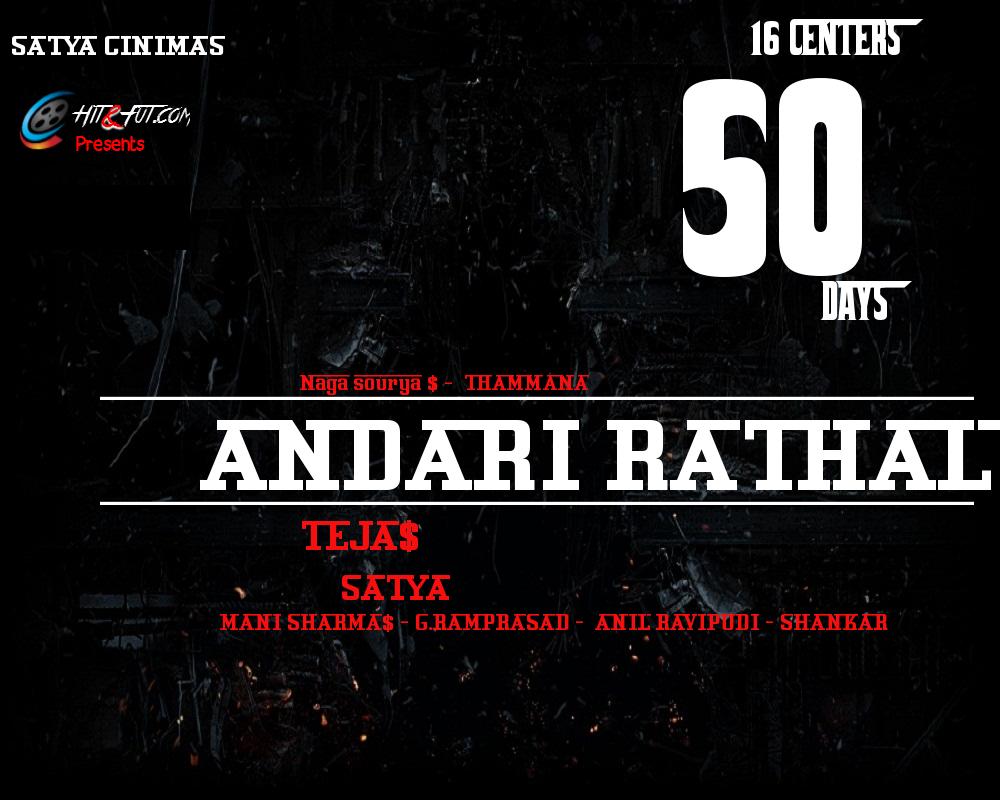 SATYA CINIMAS
16 CENTERS
HIT&FUT.COM
Presents
50
DAYS
Naga sourya $ - THAMMANA
ANDARI RATHAL
TEJA$
SATYA
MANI SHARMA$ - G.RAMPRASAD - ANIL RAVIPUDI - SHANKAR